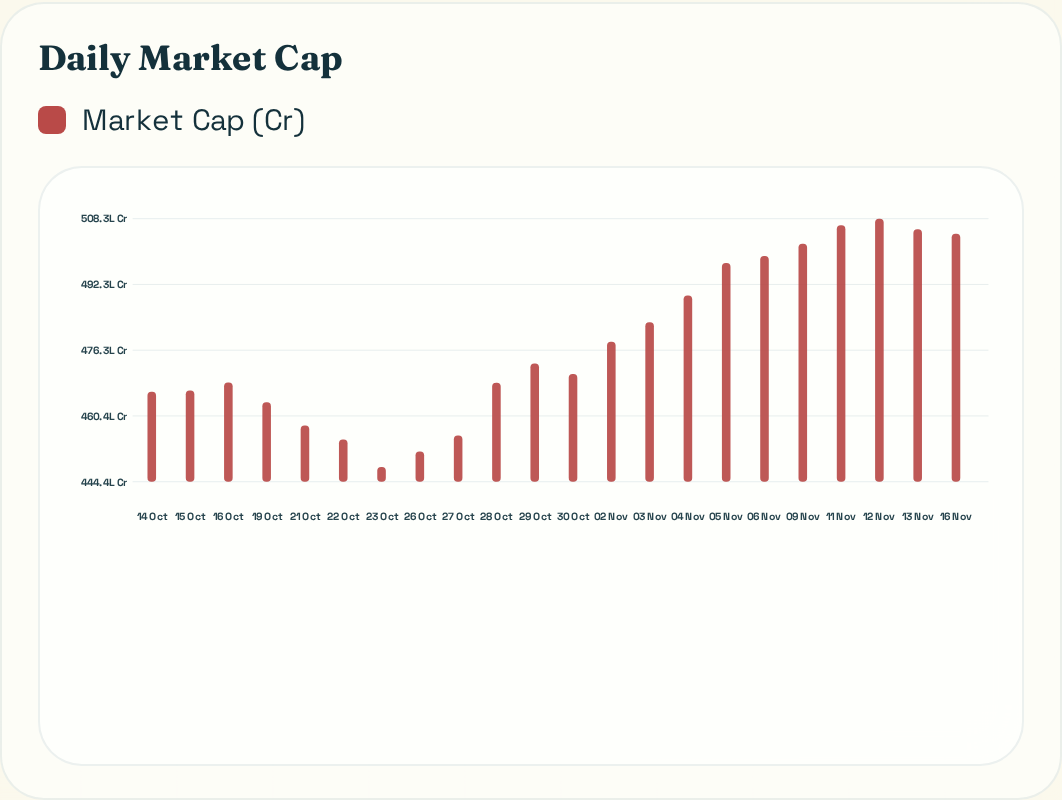 Daily Market Cap
Market Cap (Cr)
508.3L Cr
492.3L Cr
476.3L Cr
460.4L Cr
444.4L Cr
14 Oct 15 Oct 16 Oct 19 Oct 21 Oct 22 Oct 23 Oct 26 Oct 27 Oct 28 Oct 29 Oct 30 Oct 02 Nov 03 Nov 04 Nov 05 Nov 06 Nov 09 Nov 11 Nov 12 Nov 13 Nov 16 Nov